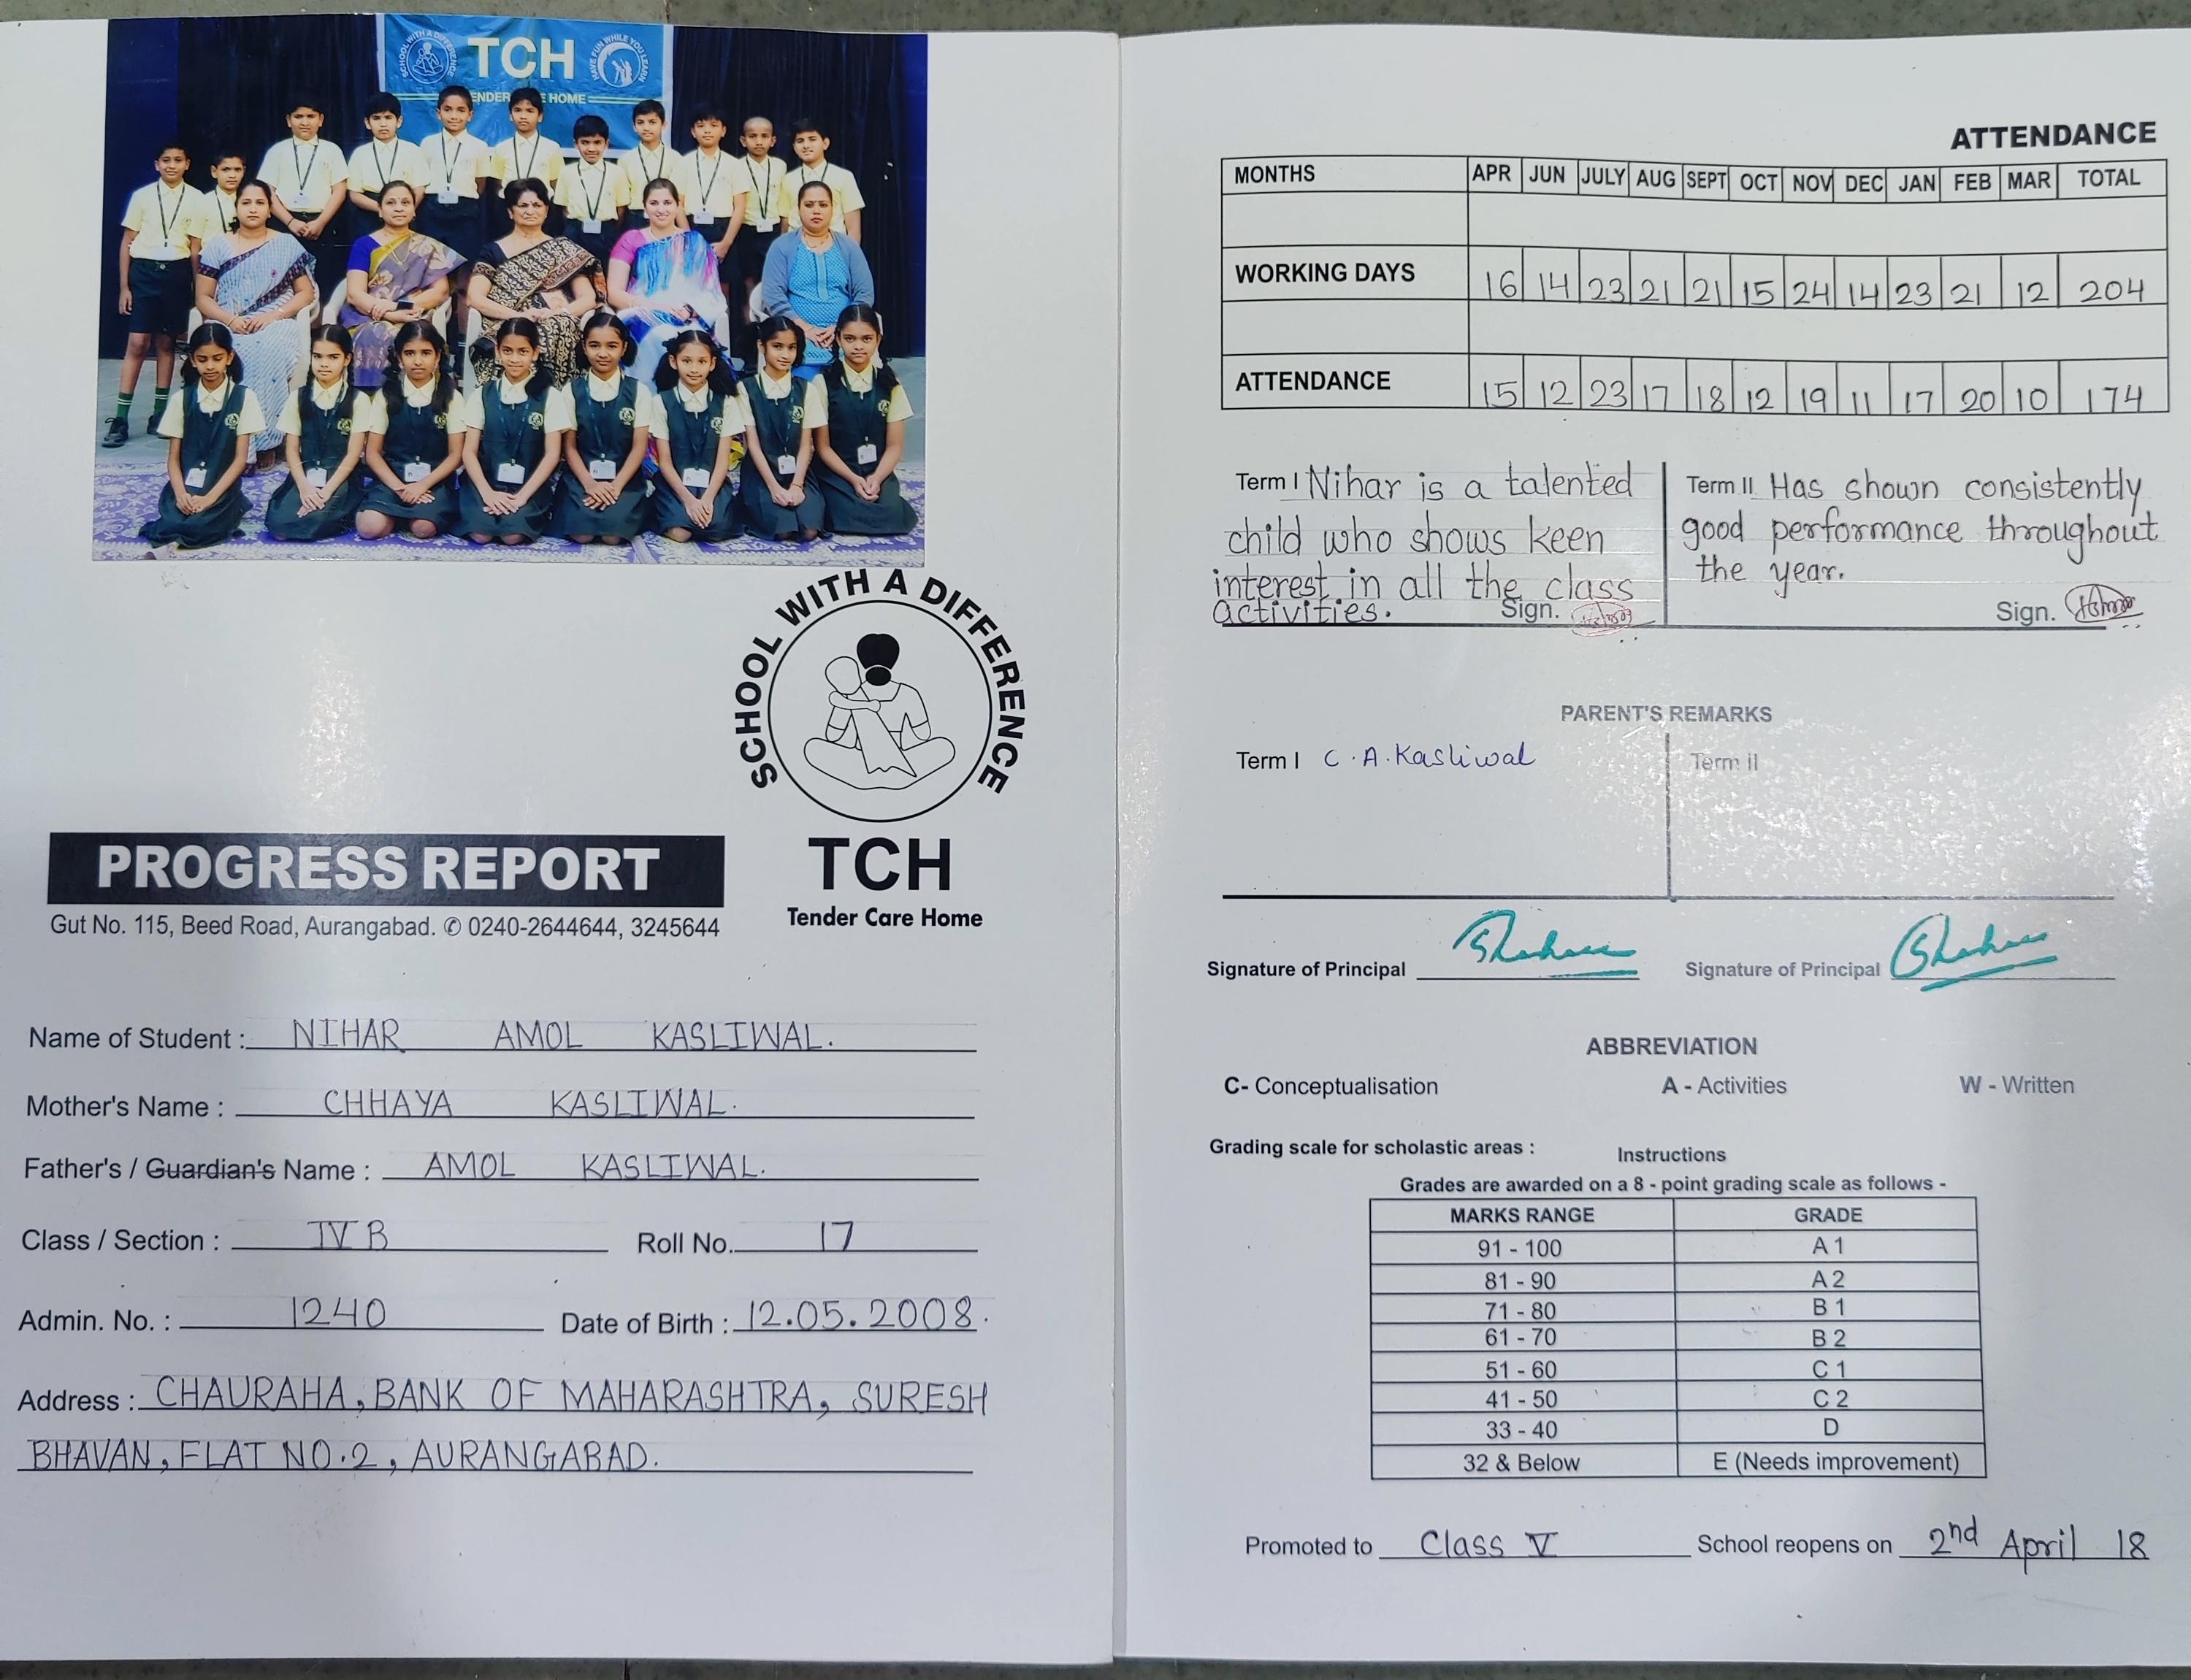 SCHOOL WITH A DIFFERENCE
TCH
HAVE FUN WHILE YOU LEARN
TENDER CARE HOME
SCHOOL WITH A DIFFERENCE
TCH
Tender Care Home
PROGRESS REPORT
Gut No. 115, Beed Road, Aurangabad. ✆ 0240-2644644, 3245644
Name of Student : NIHAR AMOL KASLIWAL.
Mother's Name : CHHAYA KASLIWAL.
Father's / Guardian's Name : AMOL KASLIWAL.
Class / Section : IV B Roll No. 17
Admin. No. : 1240 Date of Birth : 12.05.2008.
Address : CHAURAHA, BANK OF MAHARASHTRA, SURESH
BHAVAN, FLAT NO.2, AURANGABAD.
ATTENDANCE
MONTHS APR JUN JULY AUG SEPT OCT NOV DEC JAN FEB MAR TOTAL
WORKING DAYS 16 14 23 21 21 15 24 14 23 21 12 204
ATTENDANCE 15 12 23 17 18 12 19 11 17 20 10 174
Term I Nihar is a talented
child who shows keen
interest in all the class
activities. Sign.
Term II Has shown consistently
good performance throughout
the year.
Sign.
PARENT'S REMARKS
Term I C.A.Kasliwal Term II
Signature of Principal Signature of Principal
ABBREVIATION
C- Conceptualisation A - Activities W - Written
Grading scale for scholastic areas : Instructions
Grades are awarded on a 8 - point grading scale as follows -
MARKS RANGE GRADE
91 - 100 A 1
81 - 90 A 2
71 - 80 B 1
61 - 70 B 2
51 - 60 C 1
41 - 50 C 2
33 - 40 D
32 & Below E (Needs improvement)
Promoted to Class V School reopens on 2nd April 18